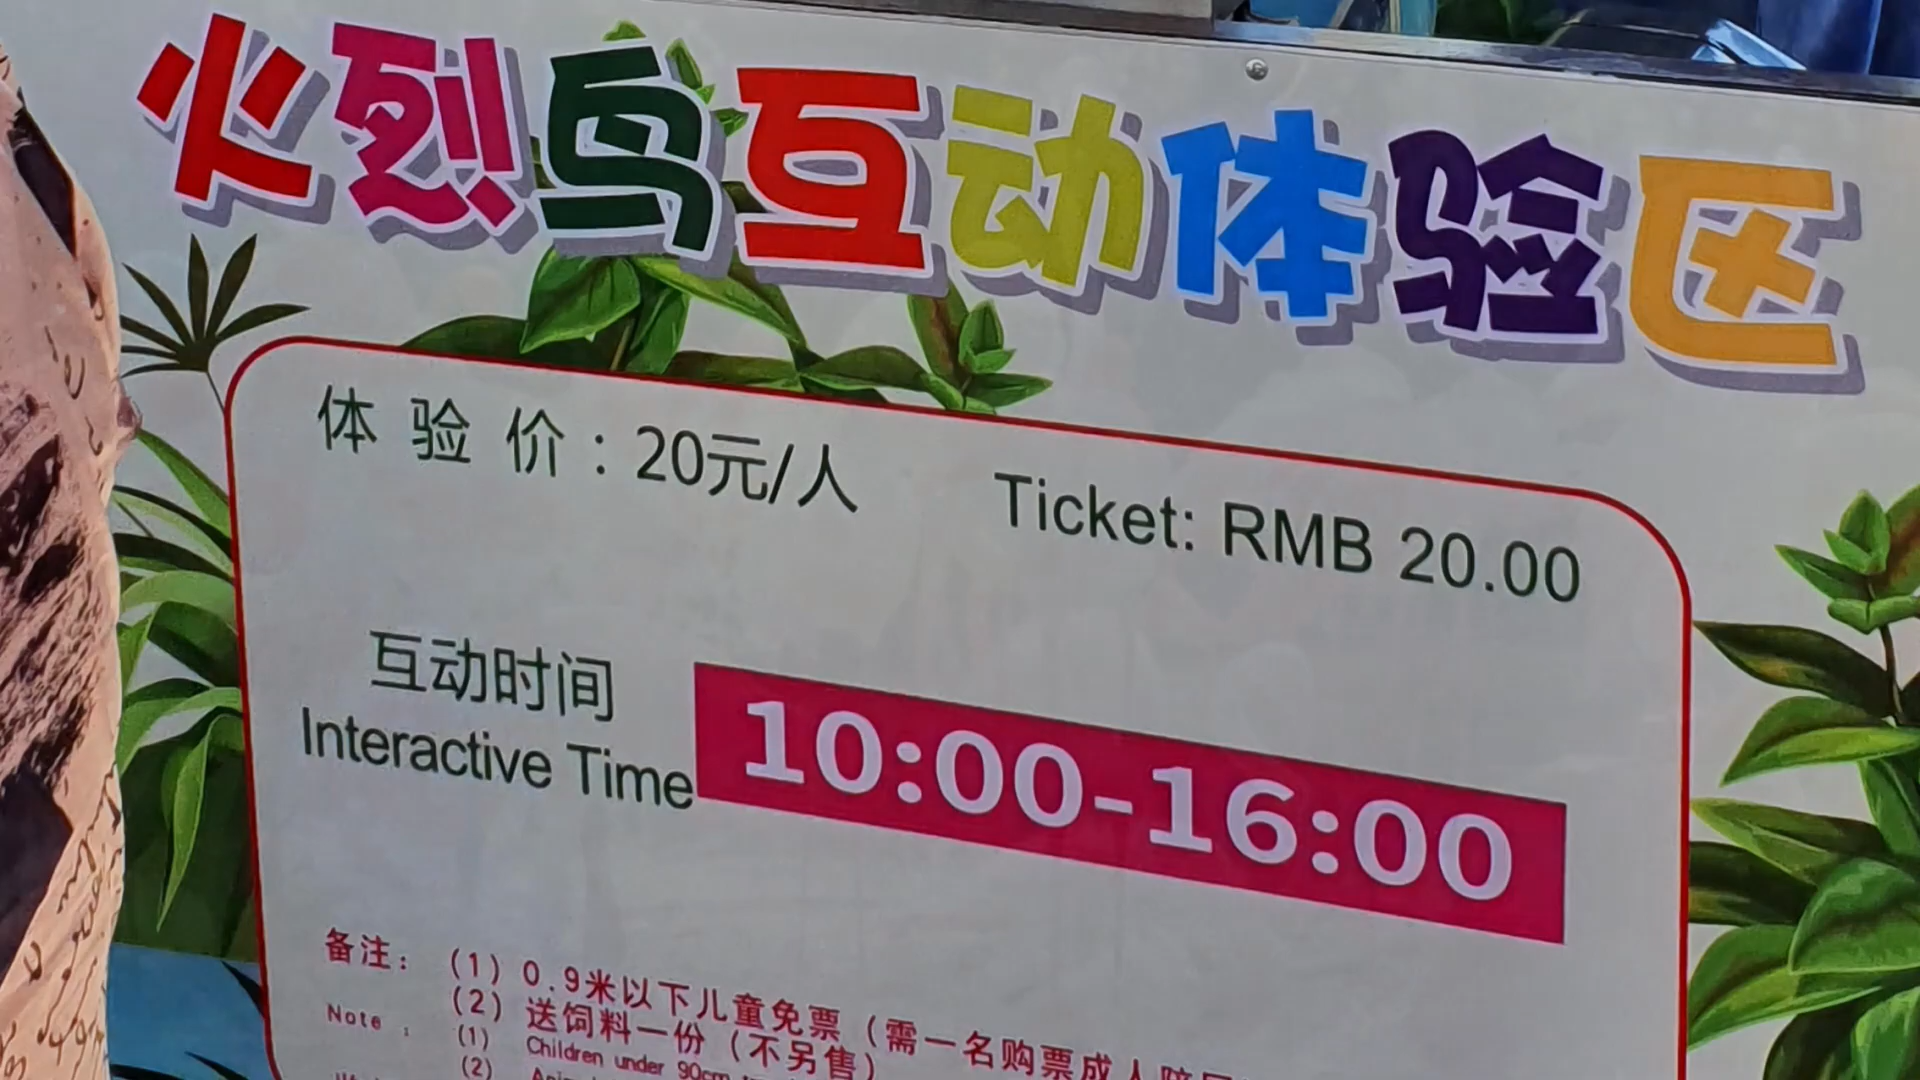 火烈鸟互动体验区
体 验 价：20元/人 Ticket: RMB 20.00
互动时间
Interactive Time 10:00-16:00
备注：（1）0.9米以下儿童免票（需一名购票成人陪
（2）送饲料一份（不另售）
Note：(1) Children under 90cm
(2)